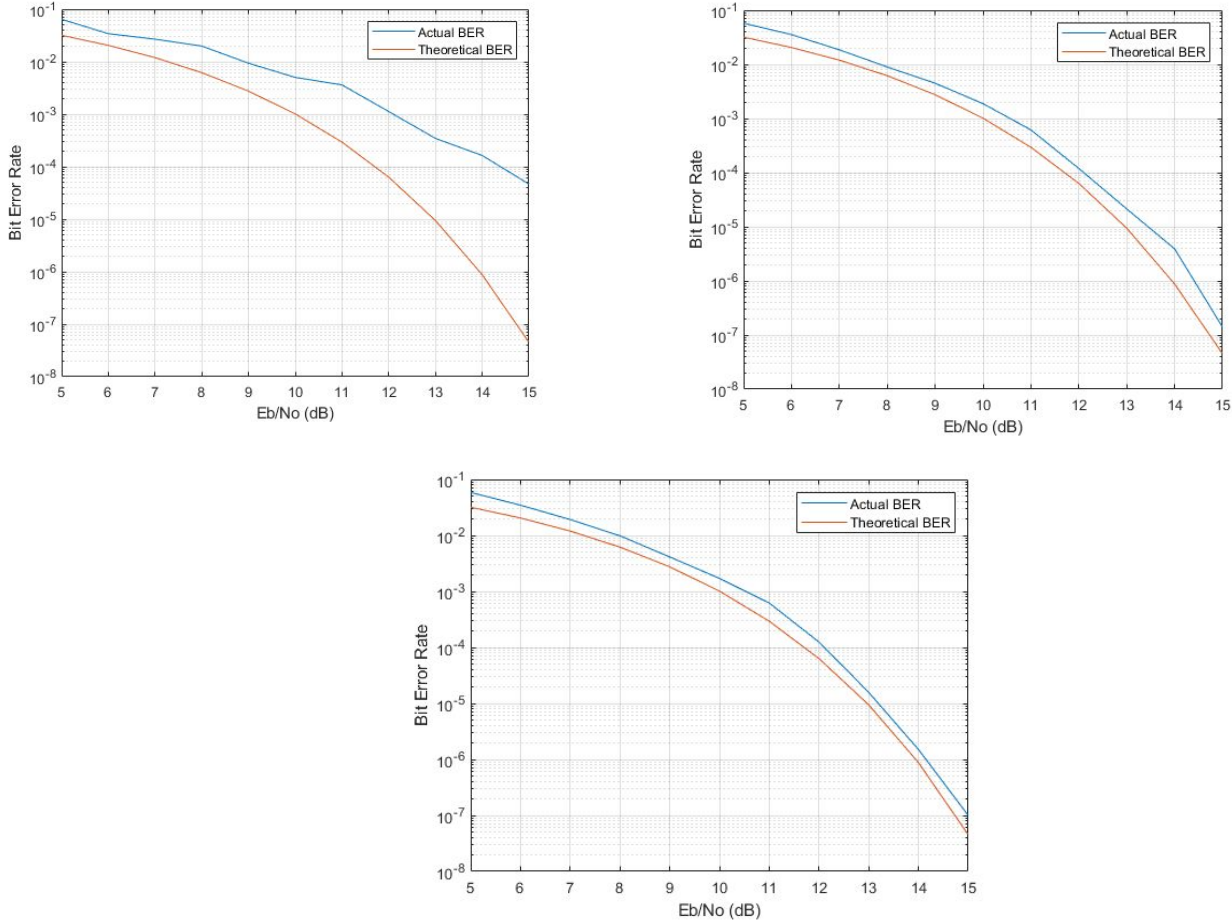 10^-1
10^-2
10^-3
10^-4
10^-5
10^-6
10^-7
10^-8
Bit Error Rate
Actual BER
Theoretical BER
5 6 7 8 9 10 11 12 13 14 15
Eb/No (dB)
10^-1
10^-2
10^-3
10^-4
10^-5
10^-6
10^-7
10^-8
Bit Error Rate
Actual BER
Theoretical BER
5 6 7 8 9 10 11 12 13 14 15
Eb/No (dB)
10^-1
10^-2
10^-3
10^-4
10^-5
10^-6
10^-7
10^-8
Bit Error Rate
Actual BER
Theoretical BER
5 6 7 8 9 10 11 12 13 14 15
Eb/No (dB)